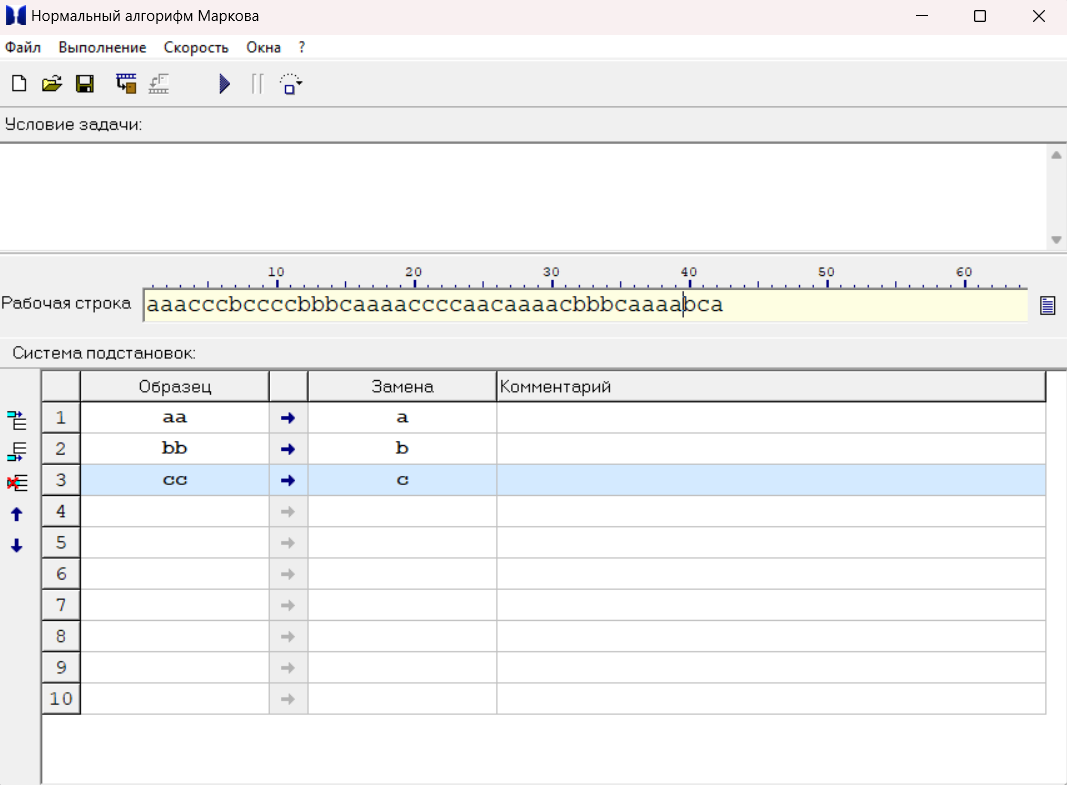 Нормальный алгорифм Маркова
Файл Выполнение Скорость Окна ?
Условие задачи:
10 20 30 40 50 60
Рабочая строка aaacccbccccbbbcaaaaccccaacaaaacbbbcaaaabca
Система подстановок:
Образец Замена Комментарий
1 aa ➔ a
2 bb ➔ b
3 cc ➔ c
4 ➔
5 ➔
6 ➔
7 ➔
8 ➔
9 ➔
10 ➔